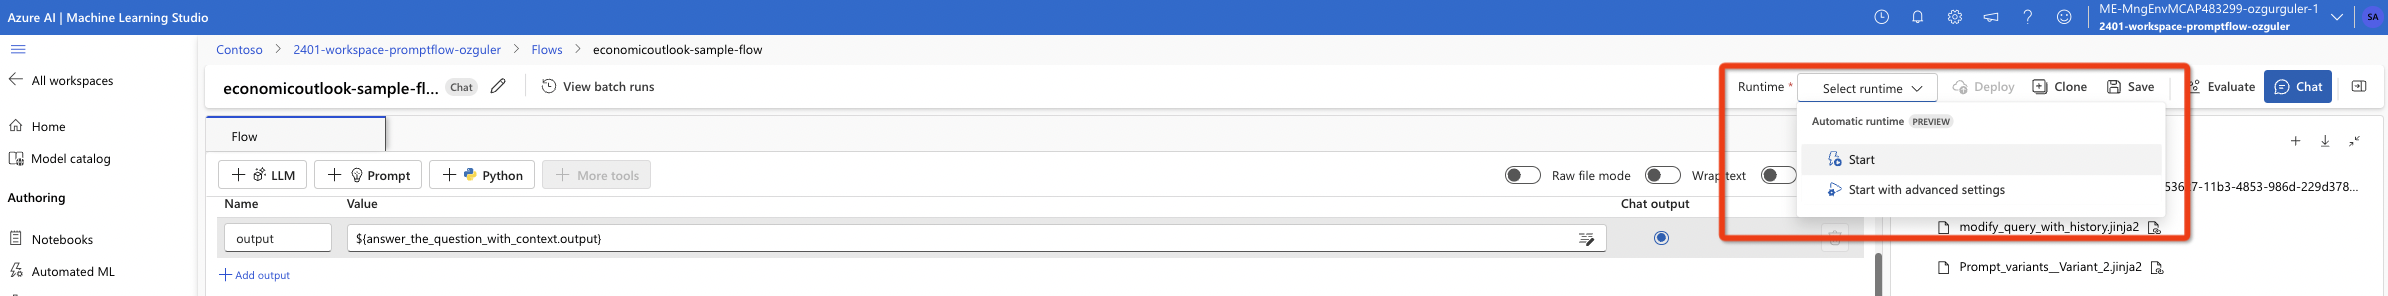 Azure AI | Machine Learning Studio
ME-MngEnvMCAP483299-ozgurguler-1
2401-workspace-promptflow-ozguler
SA
Contoso > 2401-workspace-promptflow-ozguler > Flows > economicoutlook-sample-flow
All workspaces
economicoutlook-sample-fl... Chat View batch runs
Runtime * Select runtime Deploy Clone Save Evaluate Chat
Automatic runtime PREVIEW
Start
Start with advanced settings
Home
Model catalog
Authoring
Notebooks
Automated ML
Flow
+ LLM + Prompt + Python + More tools
Raw file mode Wrap text
Name Value Chat output
output ${answer_the_question_with_context.output}
+ Add output
-11b3-4853-986d-229d378...
modify_query_with_history.jinja2
Prompt_variants__Variant_2.jinja2